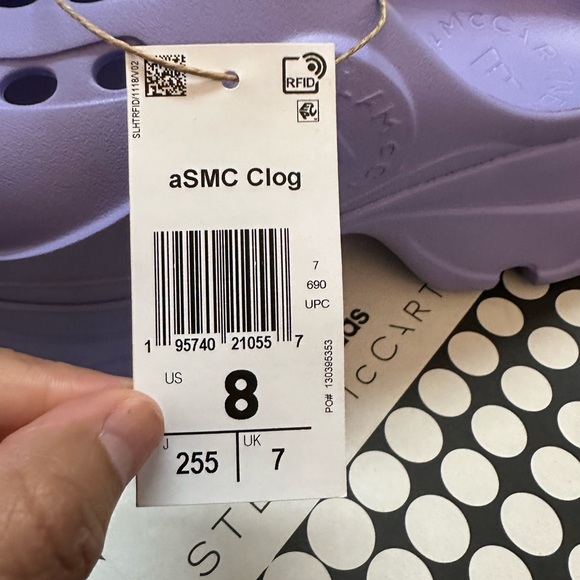 SLHTRFID/1118/V02
RFID
aSMC Clog
7
690
UPC
1 95740 21055 7
PO# 130395353
US
8
J
255
UK
7
McCART